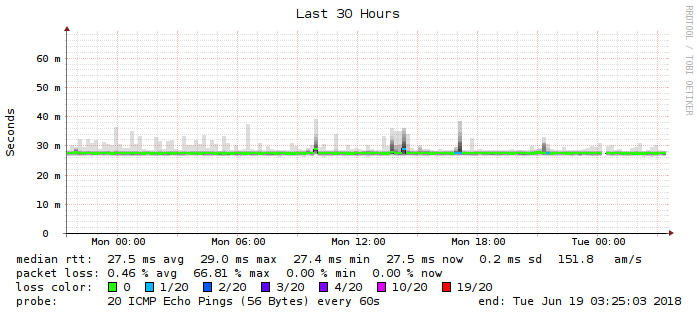 Last 30 Hours
RRDTOOL / TOBI OETIKER
Seconds
60 m
50 m
40 m
30 m
20 m
10 m
0
Mon 00:00 Mon 06:00 Mon 12:00 Mon 18:00 Tue 00:00
median rtt: 27.5 ms avg 29.0 ms max 27.4 ms min 27.5 ms now 0.2 ms sd 151.8 am/s
packet loss: 0.46 % avg 66.81 % max 0.00 % min 0.00 % now
loss color: 0 1/20 2/20 3/20 4/20 10/20 19/20
probe: 20 ICMP Echo Pings (56 Bytes) every 60s end: Tue Jun 19 03:25:03 2018